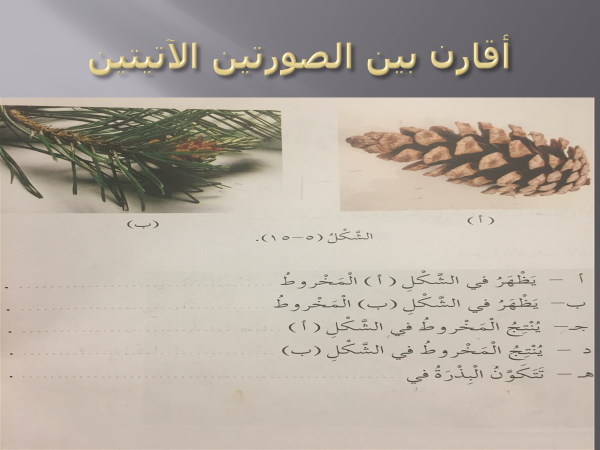 أقارن بين الصورتين الآتيتين
(أ)
(ب)
الشَّكْلُ (٥-١٥).
أ - يَظْهَرُ في الشَّكْلِ (أ) الْمَخْروطُ ............
ب - يَظْهَرُ في الشَّكْلِ (ب) الْمَخْروطُ ............
جـ - يُنْتِجُ الْمَخْروطُ في الشَّكْلِ (أ) ............
د - يُنْتِجُ الْمَخْروطُ في الشَّكْلِ (ب) ............
هـ - تَتَكَوَّنُ الْبِذْرَةُ في ............